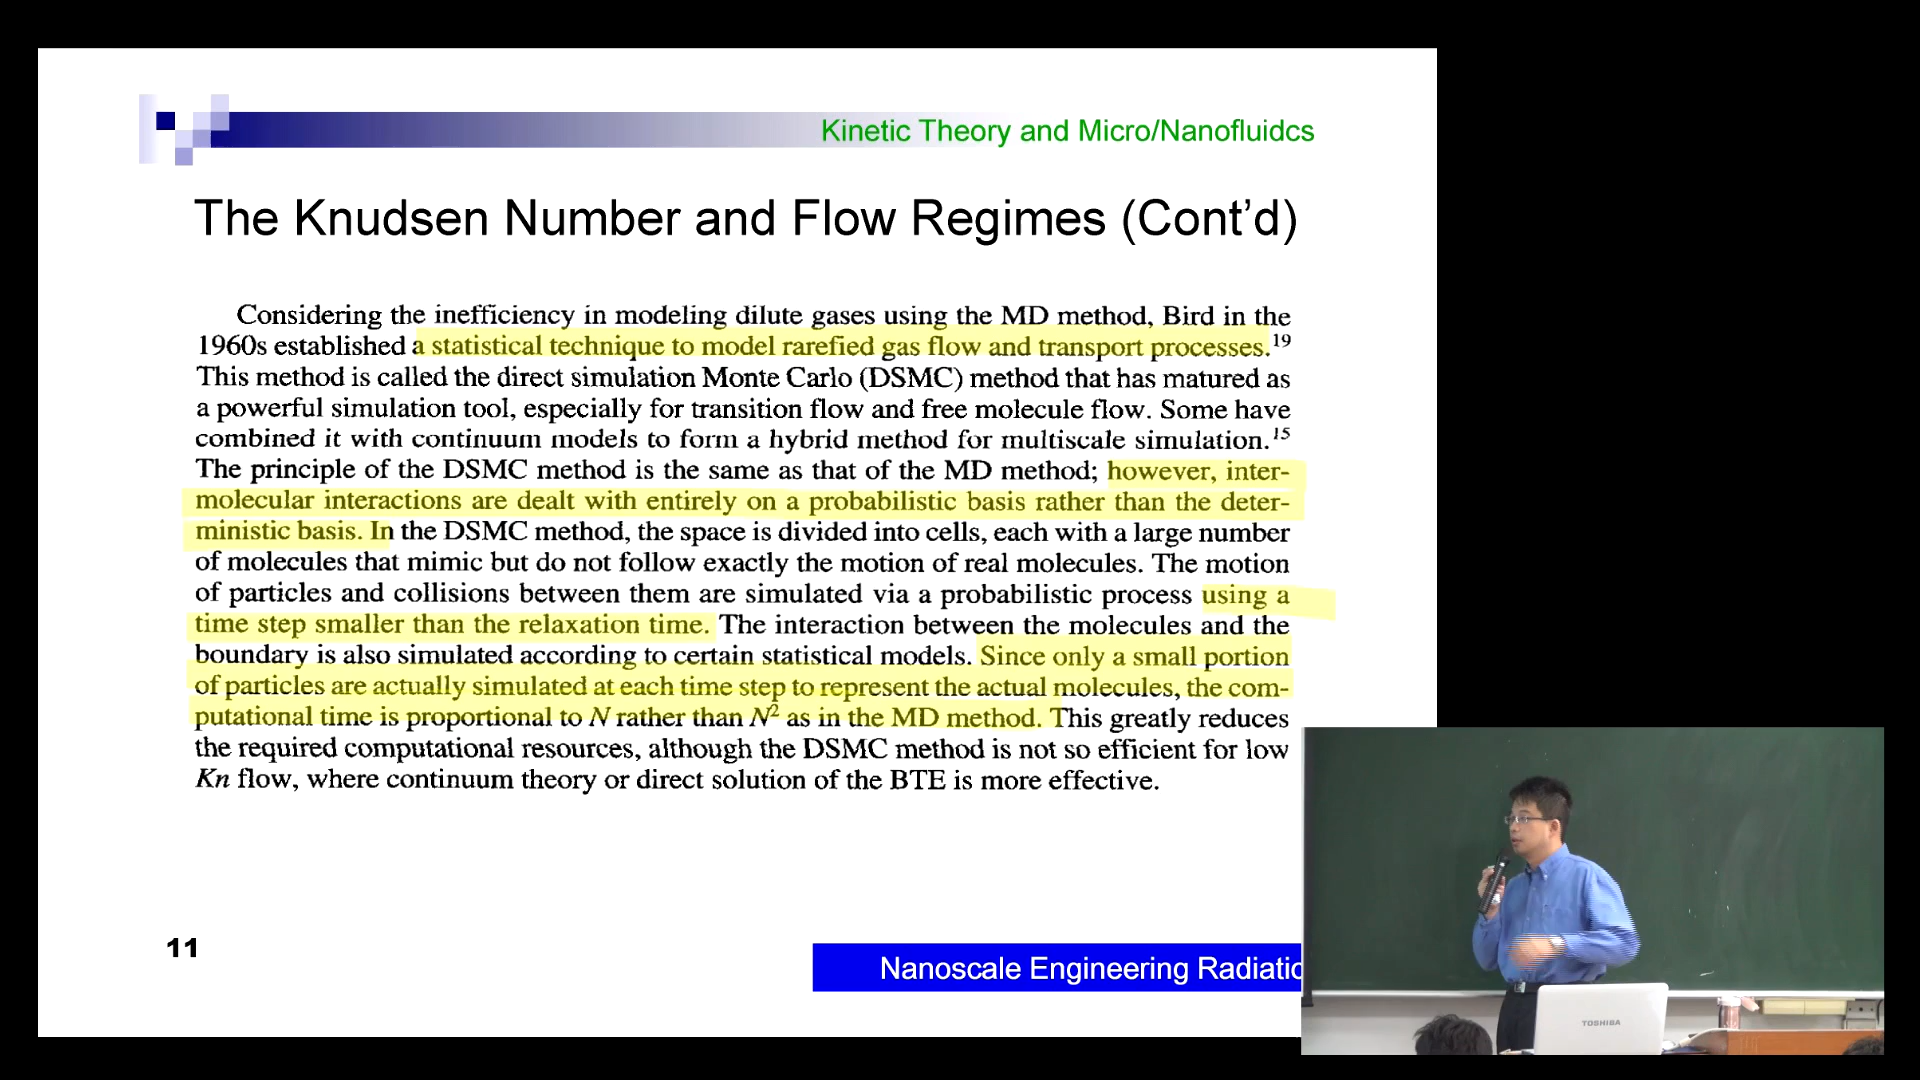 Kinetic Theory and Micro/Nanofluidcs
The Knudsen Number and Flow Regimes (Cont’d)
Considering the inefficiency in modeling dilute gases using the MD method, Bird in the
1960s established a statistical technique to model rarefied gas flow and transport processes.¹⁹
This method is called the direct simulation Monte Carlo (DSMC) method that has matured as
a powerful simulation tool, especially for transition flow and free molecule flow. Some have
combined it with continuum models to form a hybrid method for multiscale simulation.¹⁵
The principle of the DSMC method is the same as that of the MD method; however, inter-
molecular interactions are dealt with entirely on a probabilistic basis rather than the deter-
ministic basis. In the DSMC method, the space is divided into cells, each with a large number
of molecules that mimic but do not follow exactly the motion of real molecules. The motion
of particles and collisions between them are simulated via a probabilistic process using a
time step smaller than the relaxation time. The interaction between the molecules and the
boundary is also simulated according to certain statistical models. Since only a small portion
of particles are actually simulated at each time step to represent the actual molecules, the com-
putational time is proportional to N rather than N² as in the MD method. This greatly reduces
the required computational resources, although the DSMC method is not so efficient for low
Kn flow, where continuum theory or direct solution of the BTE is more effective.
11
Nanoscale Engineering Radiatio
TOSHIBA